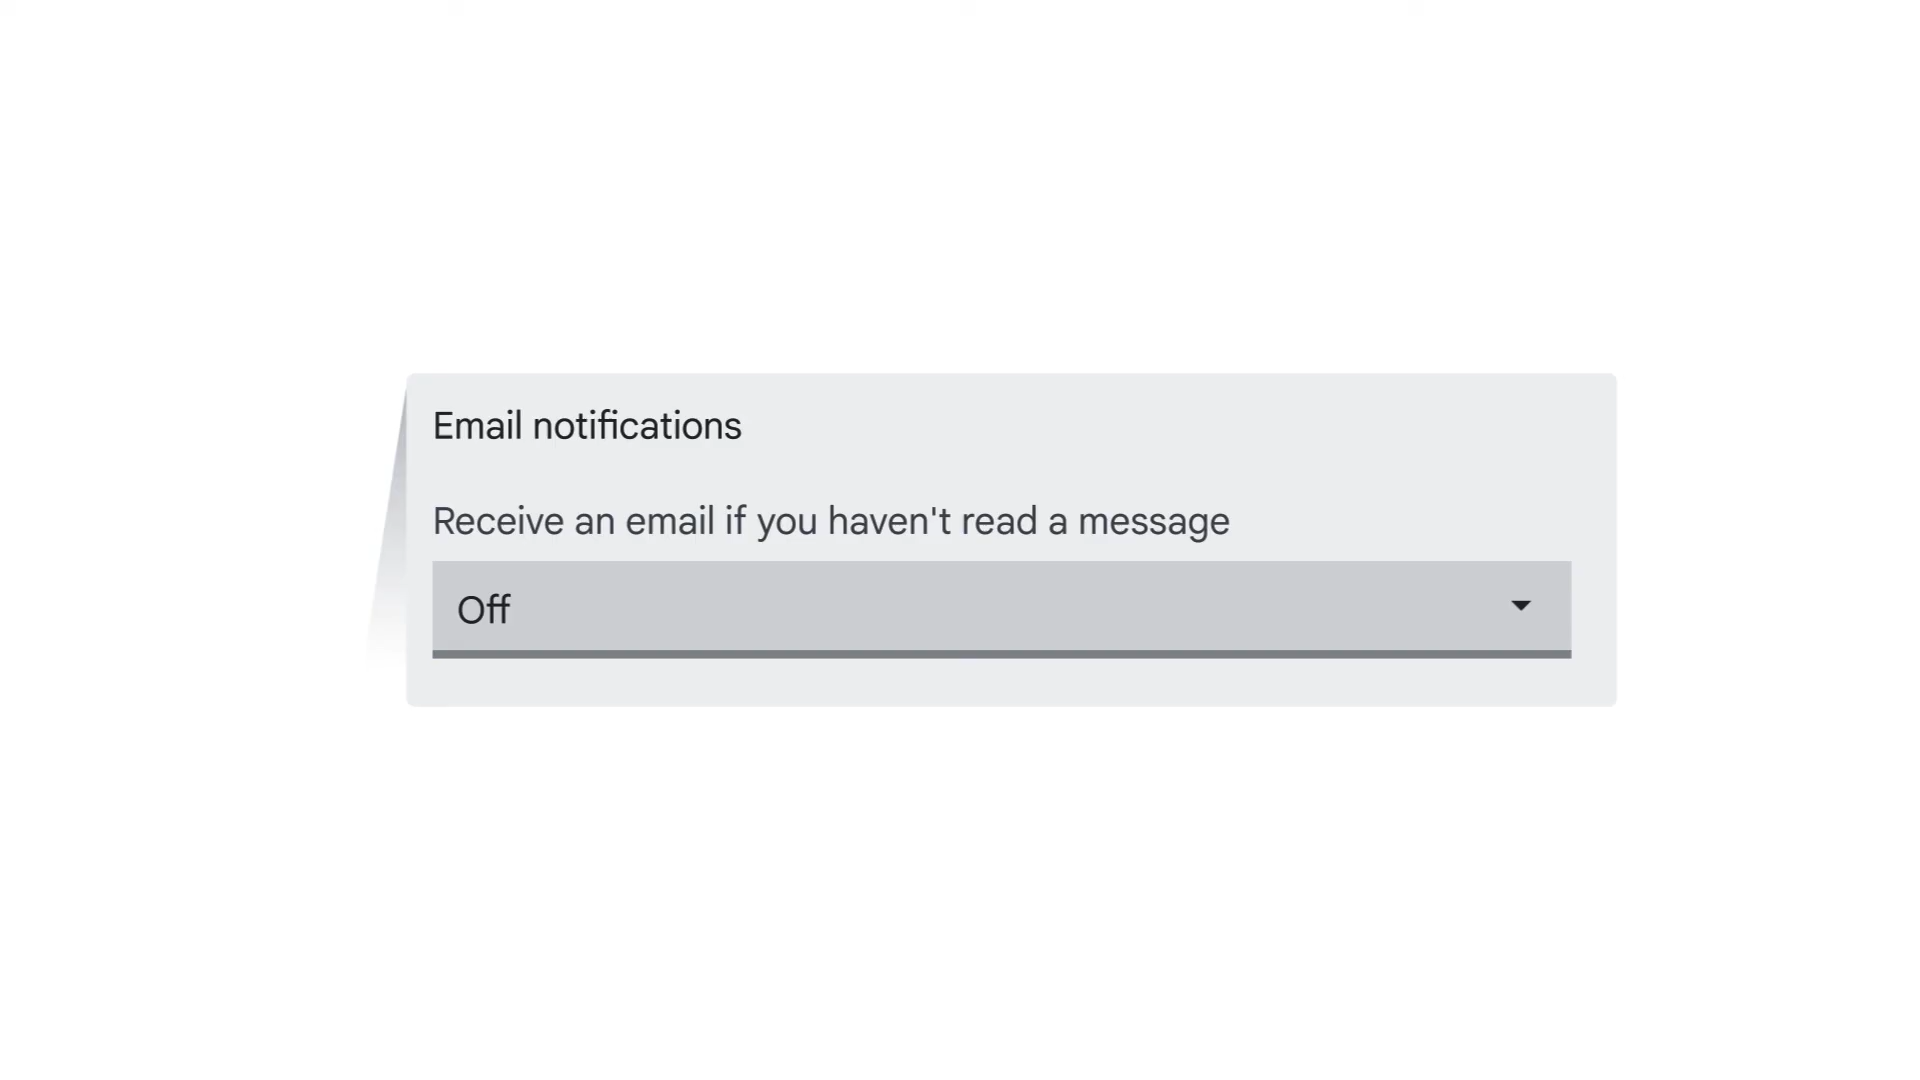 Email notifications
Receive an email if you haven't read a message
Off